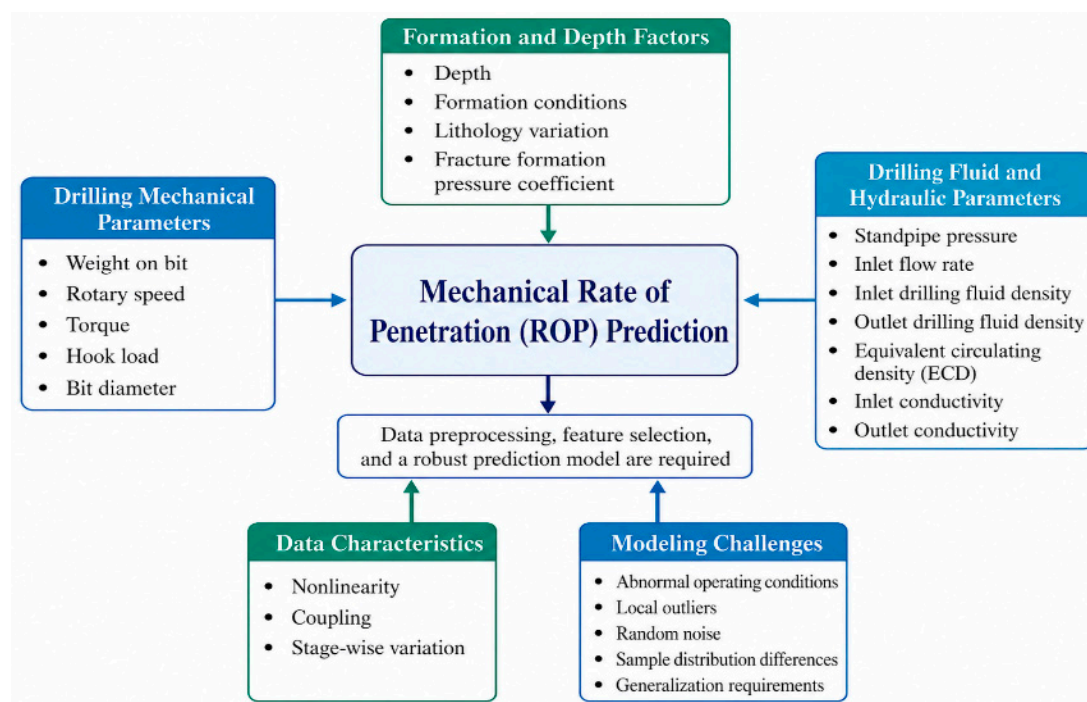 Formation and Depth Factors
• Depth
• Formation conditions
• Lithology variation
• Fracture formation
pressure coefficient
Drilling Mechanical
Parameters
• Weight on bit
• Rotary speed
• Torque
• Hook load
• Bit diameter
Mechanical Rate of
Penetration (ROP) Prediction
Drilling Fluid and
Hydraulic Parameters
• Standpipe pressure
• Inlet flow rate
• Inlet drilling fluid density
• Outlet drilling fluid density
• Equivalent circulating
density (ECD)
• Inlet conductivity
• Outlet conductivity
Data preprocessing, feature selection,
and a robust prediction model are required
Data Characteristics
• Nonlinearity
• Coupling
• Stage-wise variation
Modeling Challenges
• Abnormal operating conditions
• Local outliers
• Random noise
• Sample distribution differences
• Generalization requirements